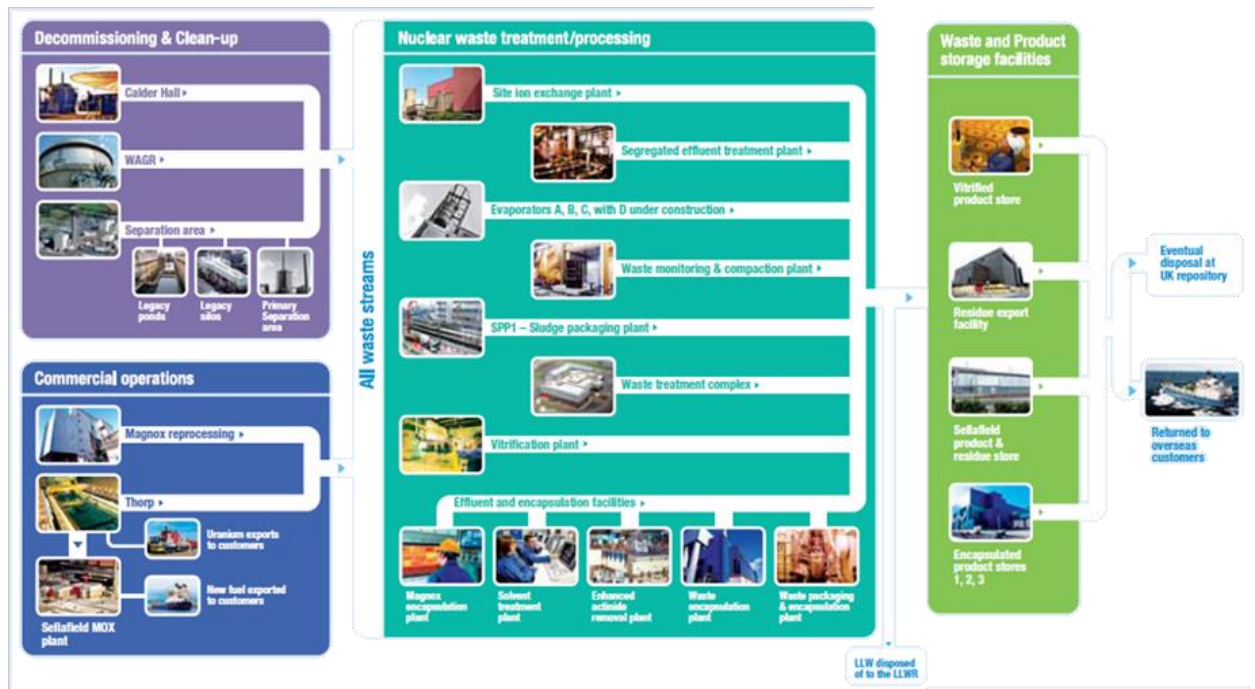 Decommissioning & Clean-up
Calder Hall
WAGR
Separation area
Legacy
ponds
Legacy
silos
Primary
Separation
area
Commercial operations
Magnox reprocessing
Thorp
Uranium exports
to customers
New fuel exported
to customers
Sellafield MOX
plant
All waste streams
Nuclear waste treatment/processing
Site ion exchange plant
Segregated effluent treatment plant
Evaporators A, B, C, with D under construction
Waste monitoring & compaction plant
SPP1 – Sludge packaging plant
Waste treatment complex
Vitrification plant
Effluent and encapsulation facilities
Magnox
encapsulation
plant
Solvent
treatment
plant
Enhanced
actinide
removal plant
Waste
encapsulation
plant
Waste packaging
& encapsulation
plant
LLW disposed
of to the LLWR
Waste and Product
storage facilities
Vitrified
product store
Residue export
facility
Sellafield
product &
residue store
Encapsulated
product stores
1, 2, 3
Eventual
disposal at
UK repository
Returned to
overseas
customers